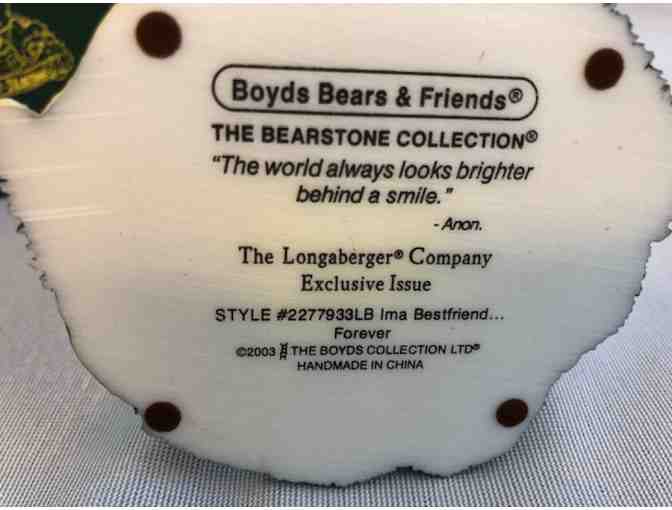 Boyds Bears & Friends®
THE BEARSTONE COLLECTION®
“The world always looks brighter
behind a smile.”
- Anon.
The Longaberger® Company
Exclusive Issue
STYLE #2277933LB Ima Bestfriend...
Forever
©2003 THE BOYDS COLLECTION LTD®
HANDMADE IN CHINA